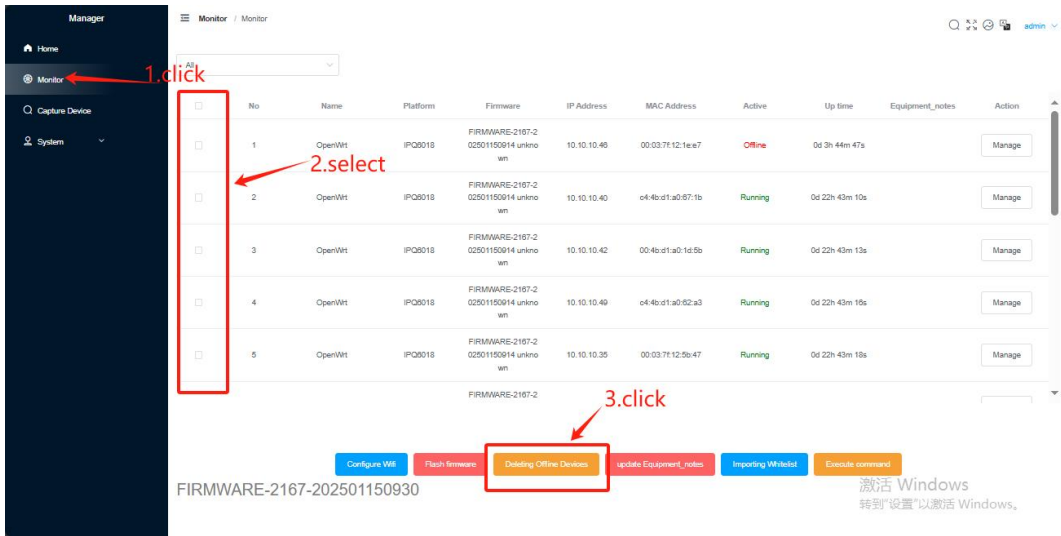 Manager
Monitor / Monitor
admin
Home
All
1.click
Monitor
Capture Device
System
No Name Platform Firmware IP Address MAC Address Active Up time Equipment_notes Action
1 OpenWrt IPQ6018 FIRMWARE-2167-2 10.10.10.46 00:03:7f:12:1e:e7 Offline 0d 3h 44m 47s Manage
02501150914 unkno
wn
2.select
2 OpenWrt IPQ6018 FIRMWARE-2167-2 10.10.10.40 c4:4b:d1:a0:67:1b Running 0d 22h 43m 10s Manage
02501150914 unkno
wn
3 OpenWrt IPQ6018 FIRMWARE-2167-2 10.10.10.42 00:4b:d1:a0:1d:5b Running 0d 22h 43m 13s Manage
02501150914 unkno
wn
4 OpenWrt IPQ6018 FIRMWARE-2167-2 10.10.10.49 c4:4b:d1:a0:62:a3 Running 0d 22h 43m 16s Manage
02501150914 unkno
wn
5 OpenWrt IPQ6018 FIRMWARE-2167-2 10.10.10.35 00:03:7f:12:5b:47 Running 0d 22h 43m 18s Manage
02501150914 unkno
wn
FIRMWARE-2167-2
3.click
Configure Wifi Flash firmware Deleting Offline Devices update Equipment_notes Importing Whitelist Execute command
FIRMWARE-2167-202501150930
激活 Windows
转到"设置"以激活 Windows。